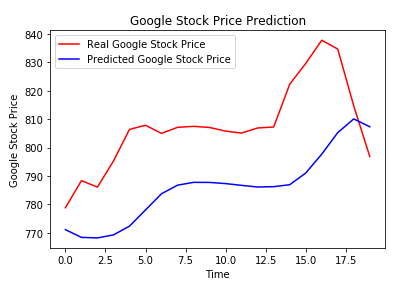 Google Stock Price Prediction
Real Google Stock Price
Predicted Google Stock Price
Google Stock Price
840
830
820
810
800
790
780
770
0.0 2.5 5.0 7.5 10.0 12.5 15.0 17.5
Time